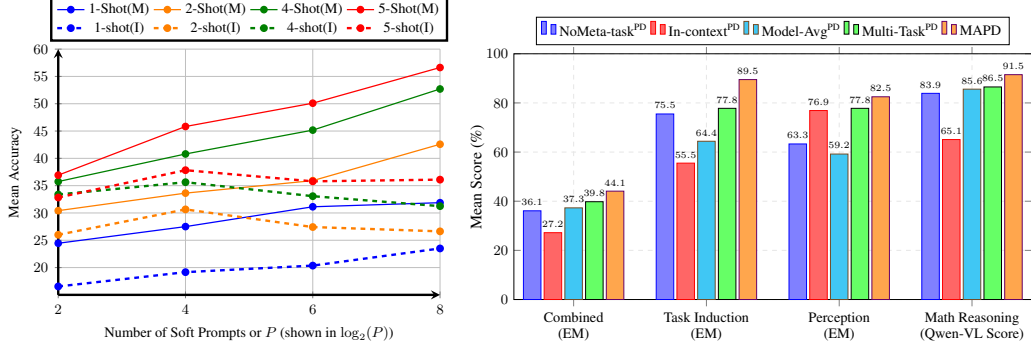 1-Shot(M) 2-Shot(M) 4-Shot(M) 5-Shot(M)
1-shot(I) 2-shot(I) 4-shot(I) 5-shot(I)
60
55
50
45
40
35
30
25
20
Mean Accuracy
2 4 6 8
Number of Soft Prompts or P (shown in log₂(P))
NoMeta-taskᴾᴰ In-contextᴾᴰ Model-Avgᴾᴰ Multi-Taskᴾᴰ MAPD
100
80
60
40
20
0
Mean Score (%)
36.1 27.2 37.3 39.8 44.1
75.5 55.5 64.4 77.8 89.5
63.3 76.9 59.2 77.8 82.5
83.9 65.1 85.6 86.5 91.5
Combined
(EM)
Task Induction
(EM)
Perception
(EM)
Math Reasoning
(Qwen-VL Score)